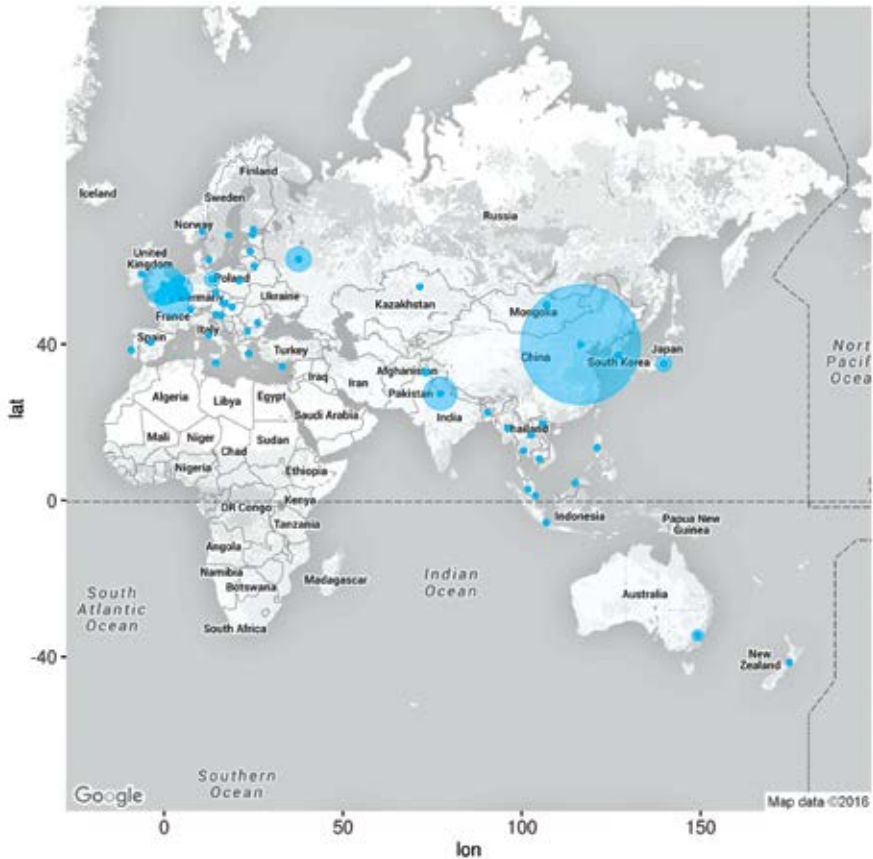 Finland
Iceland
Sweden
Russia
Norway
United
Kingdom
Poland
Germany
Ukraine
Kazakhstan
Mongolia
France
Italy
Spain
Turkey
China
South Korea
Japan
North
Pacif
Ocea
40
Afghanistan
Iraq
Iran
Pakistan
Algeria
Libya
Egypt
Saudi Arabia
India
Thailand
Mali
Niger
Sudan
Chad
Nigeria
Ethiopia
0
DR Congo
Kenya
Indonesia
Tanzania
Papua New
Guinea
Angola
Namibia
Botswana
Madagascar
Indian
Ocean
Australia
South
Atlantic
Ocean
South Africa
-40
New
Zealand
Southern
Ocean
Google
Map data ©2016
0
50
100
150
lon
lat